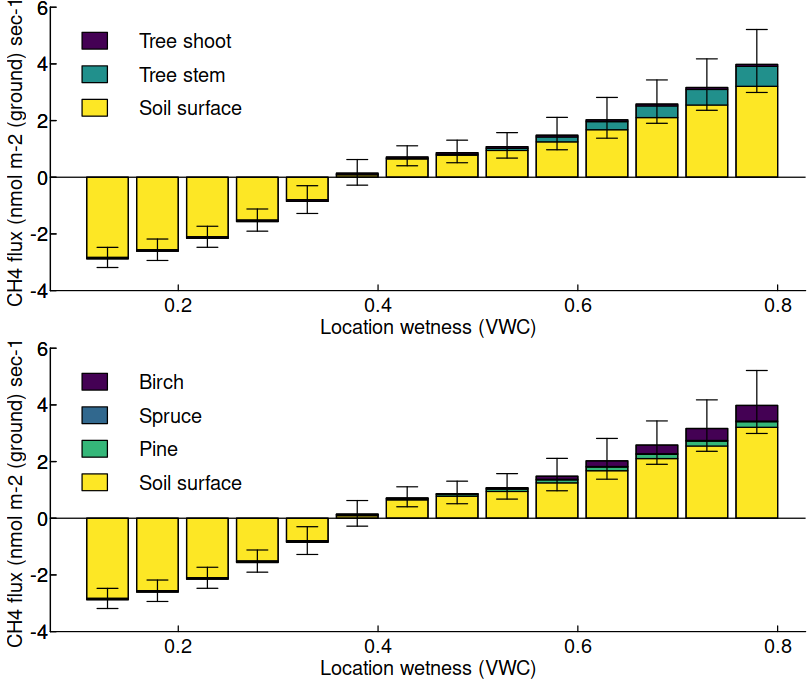 CH4 flux (nmol m-2 (ground) sec-1
6
4
2
0
-2
-4
Tree shoot
Tree stem
Soil surface
0.2
0.4
0.6
0.8
Location wetness (VWC)
CH4 flux (nmol m-2 (ground) sec-1
6
4
2
0
-2
-4
Birch
Spruce
Pine
Soil surface
0.2
0.4
0.6
0.8
Location wetness (VWC)